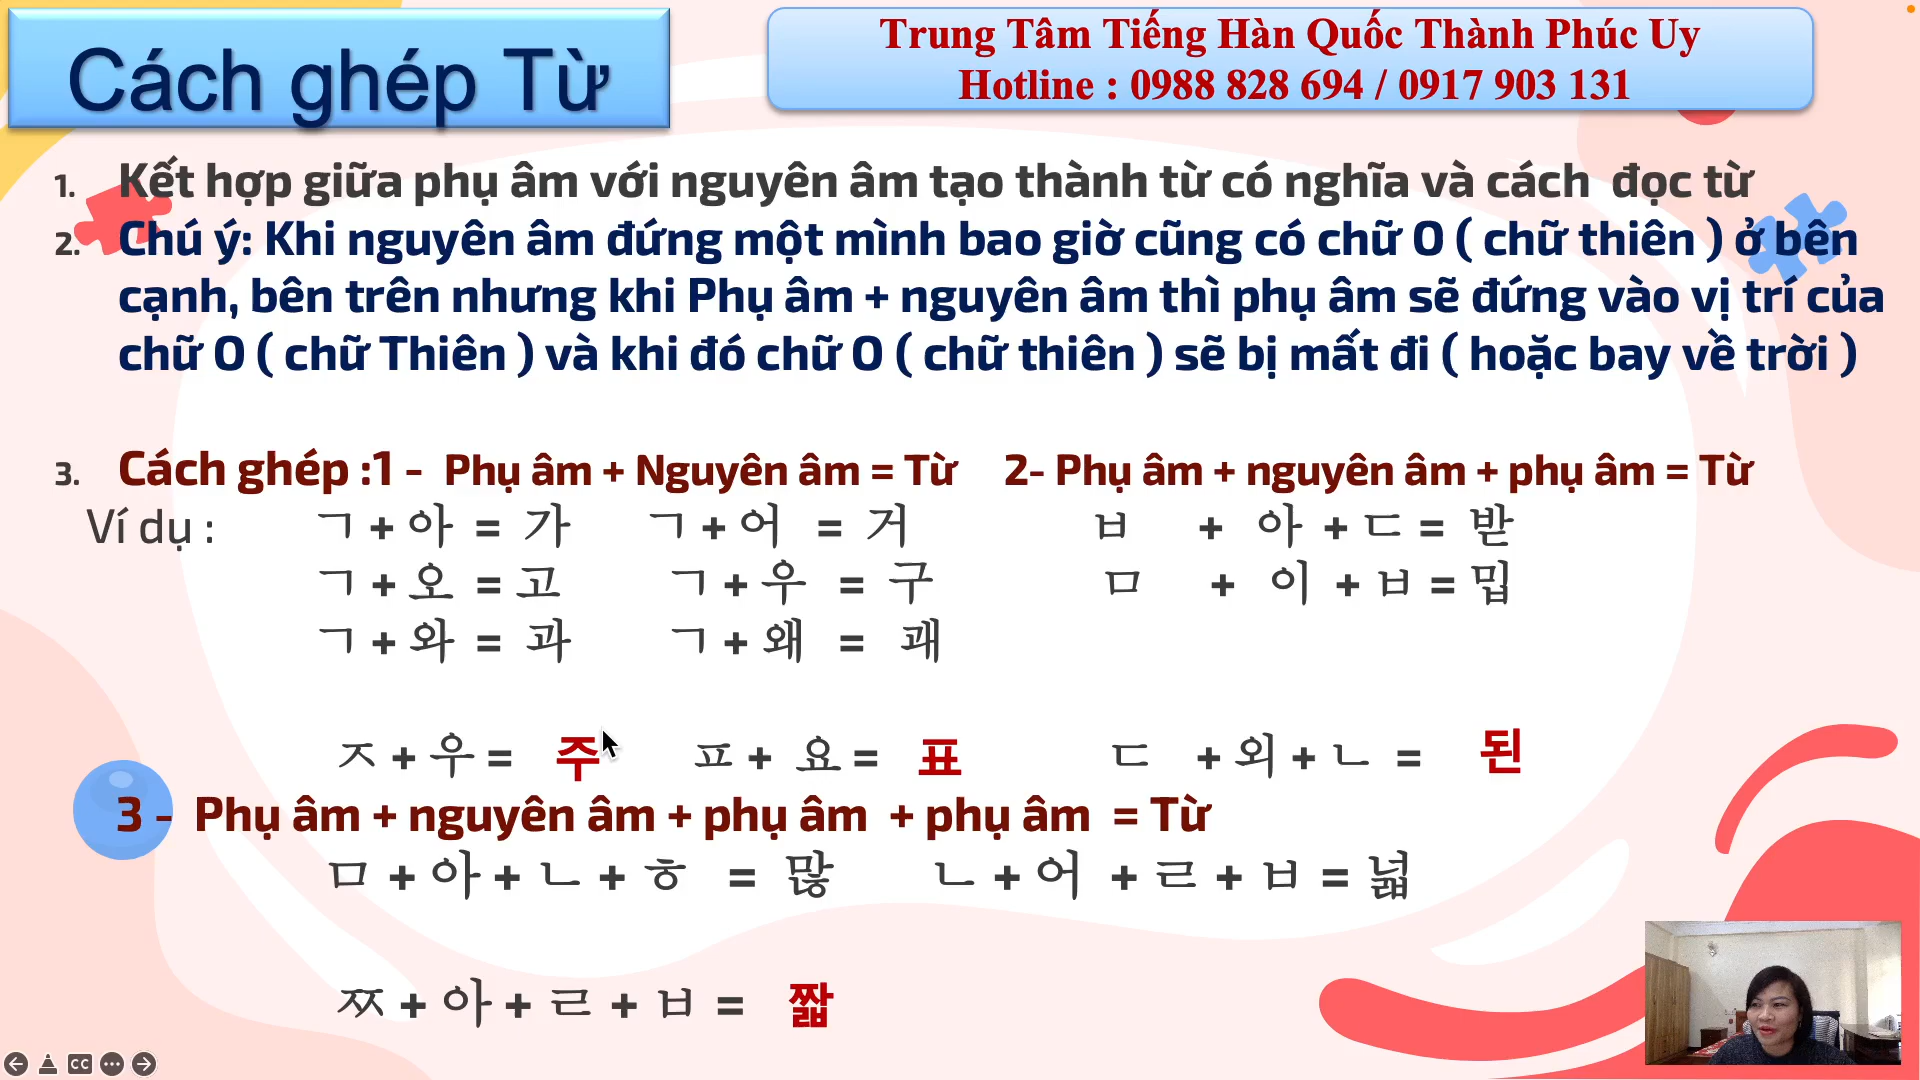 Cách ghép Từ
Trung Tâm Tiếng Hàn Quốc Thành Phúc Uy
Hotline : 0988 828 694 / 0917 903 131
1. Kết hợp giữa phụ âm với nguyên âm tạo thành từ có nghĩa và cách đọc từ
2. Chú ý: Khi nguyên âm đứng một mình bao giờ cũng có chữ O ( chữ thiên ) ở bên
cạnh, bên trên nhưng khi Phụ âm + nguyên âm thì phụ âm sẽ đứng vào vị trí của
chữ O ( chữ Thiên ) và khi đó chữ O ( chữ thiên ) sẽ bị mất đi ( hoặc bay về trời )
3. Cách ghép :1 - Phụ âm + Nguyên âm = Từ 2- Phụ âm + nguyên âm + phụ âm = Từ
Ví dụ : ㄱ + 아 = 가 ㄱ + 어 = 거 ㅂ + 아 + ㄷ = 받
ㄱ + 오 = 고 ㄱ + 우 = 구 ㅁ + 이 + ㅂ = 밉
ㄱ + 와 = 과 ㄱ + 왜 = 괘
ㅈ + 우 = 주 ㅍ + 요 = 표 ㄷ + 외 + ㄴ = 된
3 - Phụ âm + nguyên âm + phụ âm + phụ âm = Từ
ㅁ + 아 + ㄴ + ㅎ = 많 ㄴ + 어 + ㄹ + ㅂ = 넓
ㅉ + 아 + ㄹ + ㅂ = 짧
CC